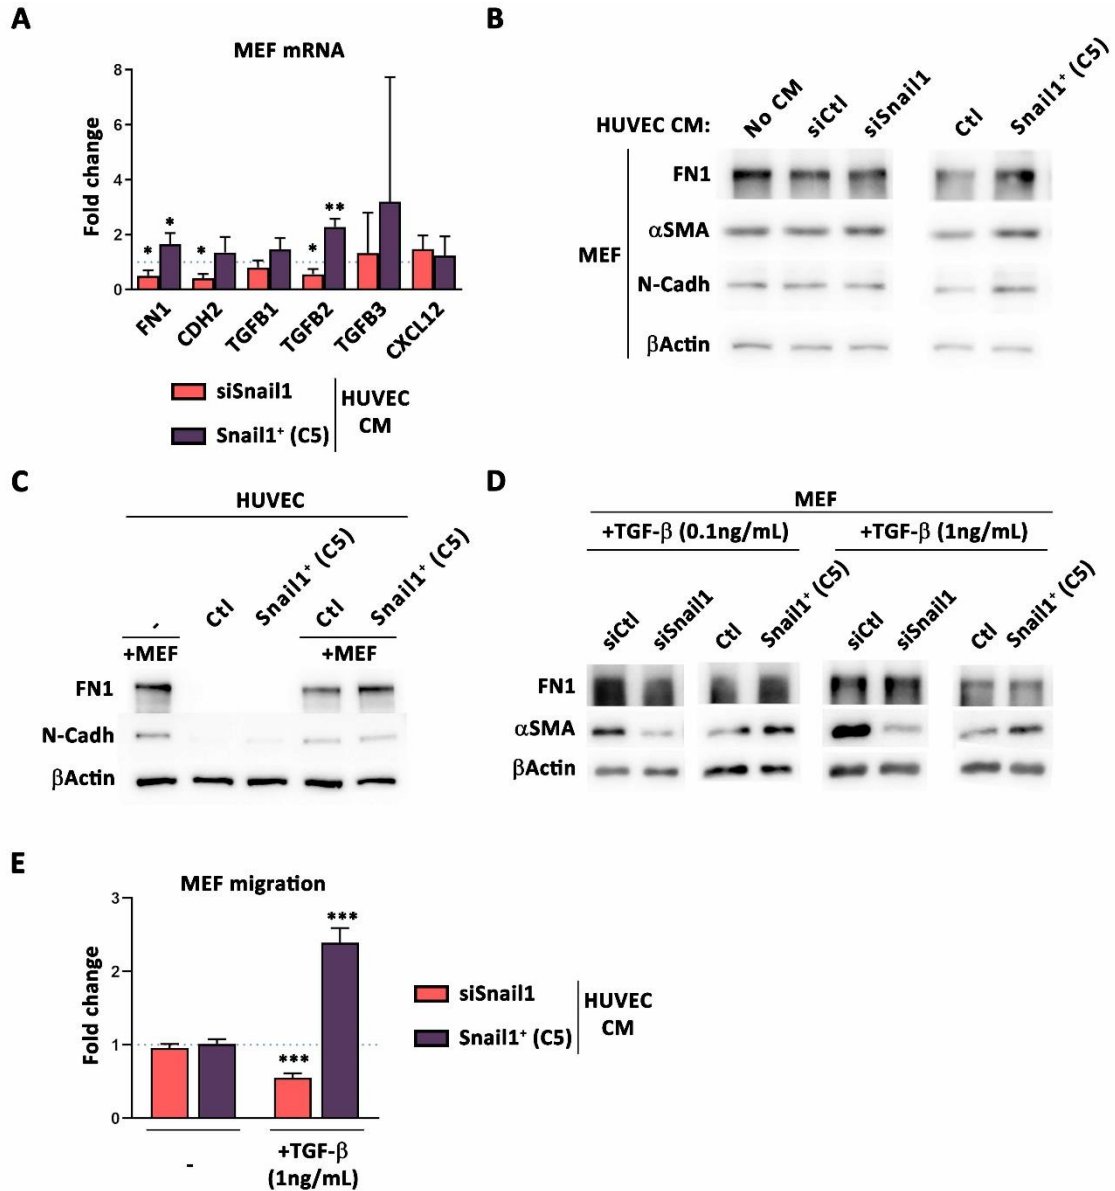 A
MEF mRNA
Fold change
8
6
4
2
0
*
*
*
*
**
FN1
CDH2
TGFB1
TGFB2
TGFB3
CXCL12
siSnail1
Snail1⁺ (C5)
HUVEC
CM
B
HUVEC CM:
No CM
siCtl
siSnail1
Ctl
Snail1⁺ (C5)
MEF
FN1
αSMA
N-Cadh
βActin
C
HUVEC
-
Ctl
Snail1⁺ (C5)
Ctl
Snail1⁺ (C5)
+MEF
+MEF
FN1
N-Cadh
βActin
D
MEF
+TGF-β (0.1ng/mL)
+TGF-β (1ng/mL)
siCtl
siSnail1
Ctl
Snail1⁺ (C5)
siCtl
siSnail1
Ctl
Snail1⁺ (C5)
FN1
αSMA
βActin
E
MEF migration
Fold change
3
2
1
0
***
***
-
+TGF-β
(1ng/mL)
siSnail1
Snail1⁺ (C5)
HUVEC
CM